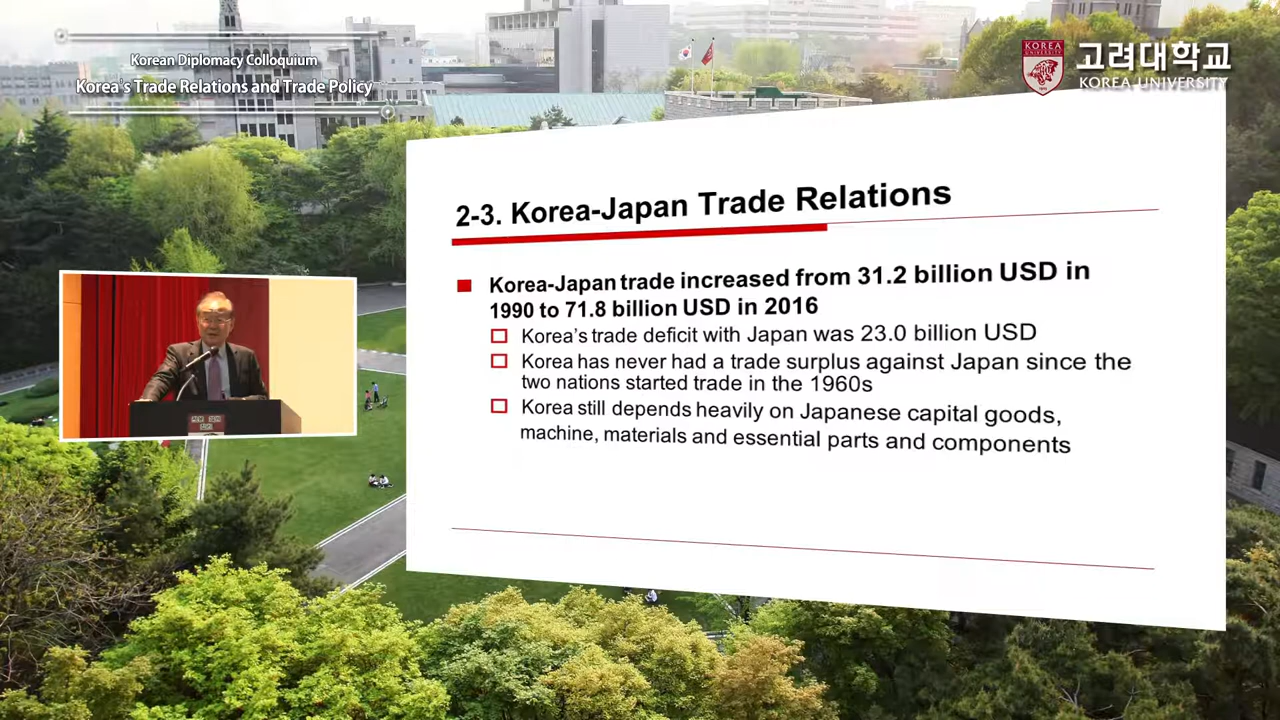 Korean Diplomacy Colloquium
Korea's Trade Relations and Trade Policy
KOREA
UNIVERSITY
고려대학교
KOREA UNIVERSITY
2-3. Korea-Japan Trade Relations
Korea-Japan trade increased from 31.2 billion USD in
1990 to 71.8 billion USD in 2016
Korea's trade deficit with Japan was 23.0 billion USD
Korea has never had a trade surplus against Japan since the
two nations started trade in the 1960s
Korea still depends heavily on Japanese capital goods,
machine, materials and essential parts and components